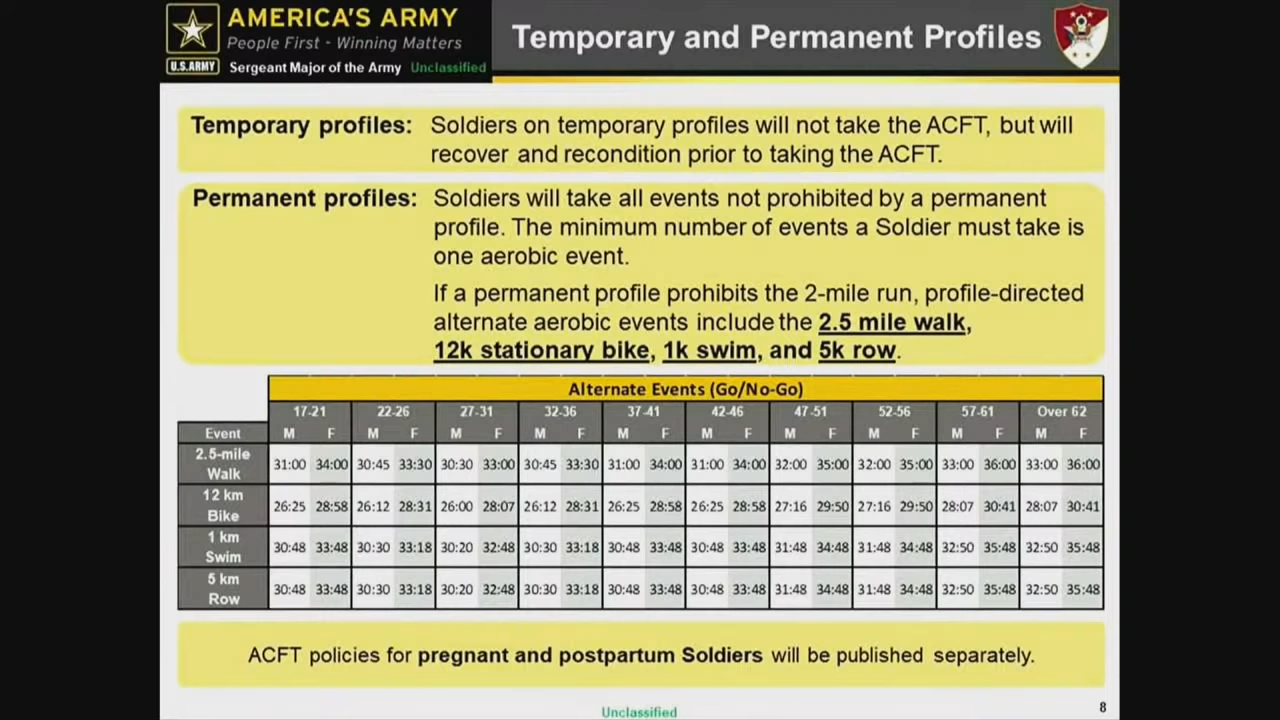 AMERICA'S ARMY
People First - Winning Matters
U.S.ARMY
Sergeant Major of the Army Unclassified
Temporary and Permanent Profiles
Temporary profiles: Soldiers on temporary profiles will not take the ACFT, but will
recover and recondition prior to taking the ACFT.
Permanent profiles: Soldiers will take all events not prohibited by a permanent
profile. The minimum number of events a Soldier must take is
one aerobic event.
If a permanent profile prohibits the 2-mile run, profile-directed
alternate aerobic events include the 2.5 mile walk,
12k stationary bike, 1k swim, and 5k row.
Alternate Events (Go/No-Go)
17-21 22-26 27-31 32-36 37-41 42-46 47-51 52-56 57-61 Over 62
Event M F M F M F M F M F M F M F M F M F M F
2.5-mile
Walk 31:00 34:00 30:45 33:30 30:30 33:00 30:45 33:30 31:00 34:00 31:00 34:00 32:00 35:00 32:00 35:00 33:00 36:00 33:00 36:00
12 km
Bike 26:25 28:58 26:12 28:31 26:00 28:07 26:12 28:31 26:25 28:58 26:25 28:58 27:16 29:50 27:16 29:50 28:07 30:41 28:07 30:41
1 km
Swim 30:48 33:48 30:30 33:18 30:20 32:48 30:30 33:18 30:48 33:48 30:48 33:48 31:48 34:48 31:48 34:48 32:50 35:48 32:50 35:48
5 km
Row 30:48 33:48 30:30 33:18 30:20 32:48 30:30 33:18 30:48 33:48 30:48 33:48 31:48 34:48 31:48 34:48 32:50 35:48 32:50 35:48
ACFT policies for pregnant and postpartum Soldiers will be published separately.
Unclassified
8